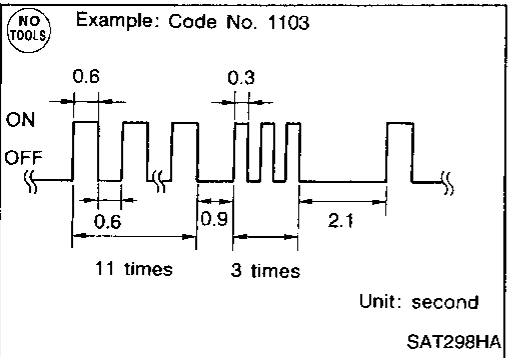 NO
TOOLS
Example: Code No. 1103
0.6
0.3
ON
OFF
0.6
0.9
2.1
11 times
3 times
Unit: second
SAT298HA